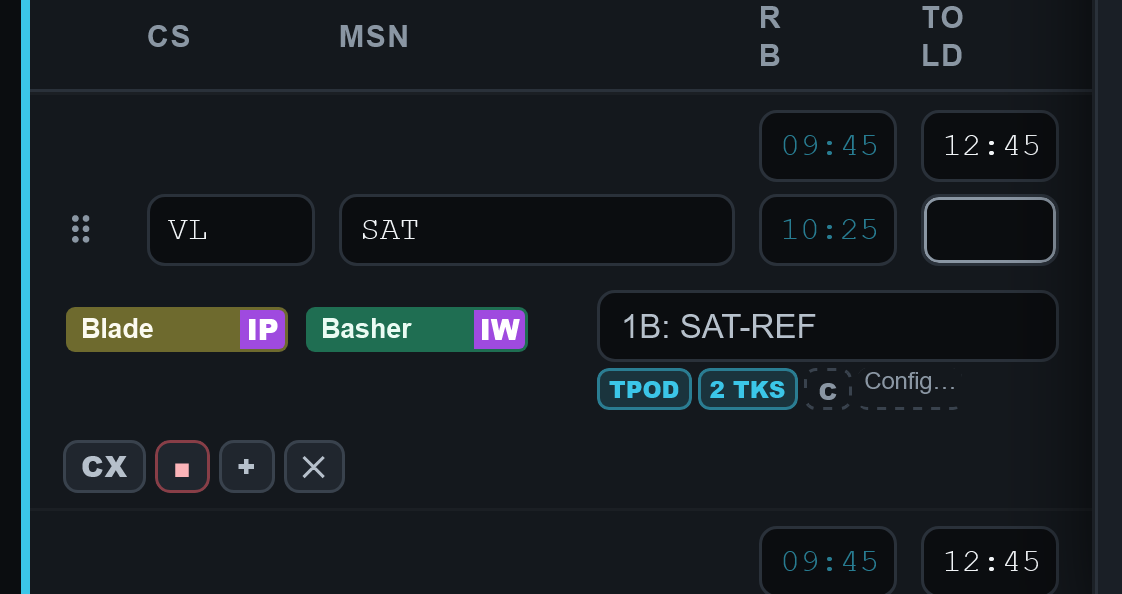 CS MSN R B TO LD
09:45 12:45
VL SAT 10:25
Blade IP Basher IW 1B: SAT-REF
TPOD 2 TKS C Config...
CX + ×
09:45 12:45